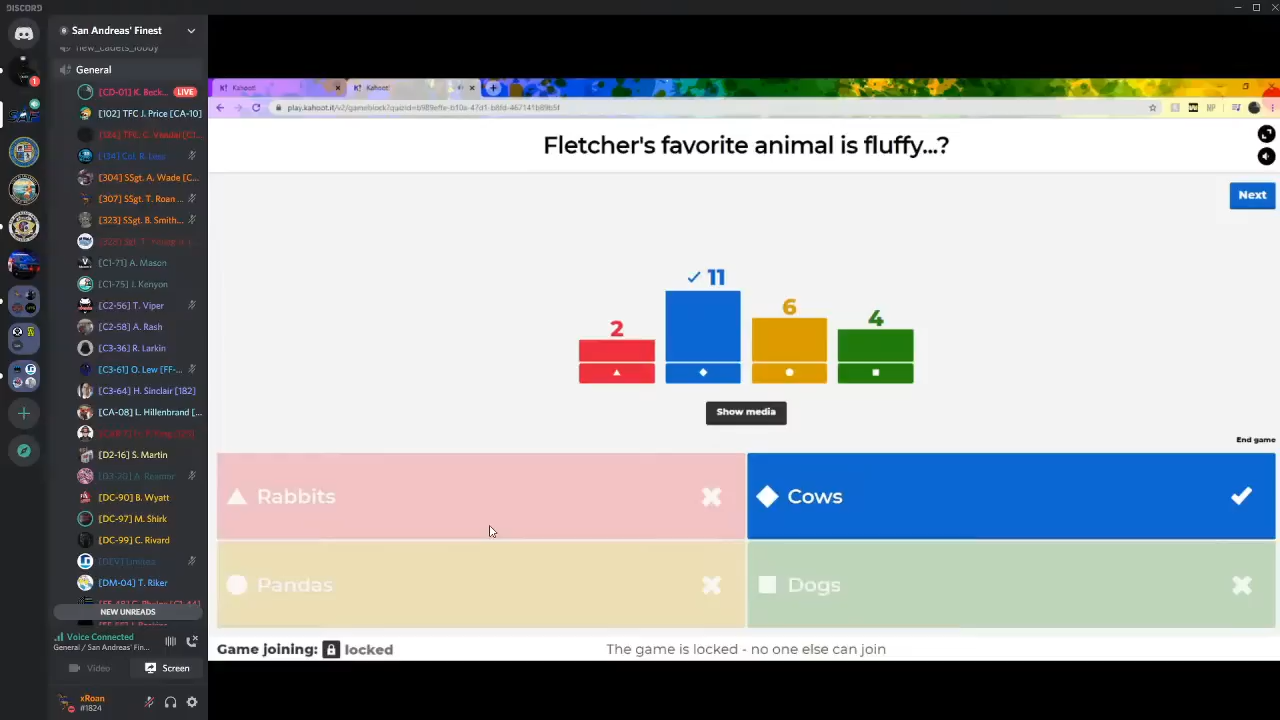 DISCORD
San Andreas' Finest
new_cadets_lobby
General
[CD-01] K. Beck... LIVE
[102] TFC J. Price [CA-10]
[304] SSgt. A. Wade [C...
[307] SSgt. T. Roan ...
[323] SSgt. B. Smith...
[C1-71] A. Mason
[C1-75] J. Kenyon
[C2-56] T. Viper
[C2-58] A. Rash
[C3-36] R. Larkin
[C3-61] O. Lew [FF-...
[C3-64] H. Sinclair [182]
[CA-08] L. Hillenbrand [...
[D2-16] S. Martin
[DC-90] B. Wyatt
[DC-97] M. Shirk
[DC-99] C. Rivard
[DM-04] T. Riker
NEW UNREADS
Voice Connected
General / San Andreas' Fin...
Video Screen
xRoan
#1824
1
Kahoot! Kahoot!
Fletcher's favorite animal is fluffy...?
Next
2 11 6 4
Show media
End game
Rabbits Cows
Pandas Dogs
Game joining: locked
The game is locked - no one else can join